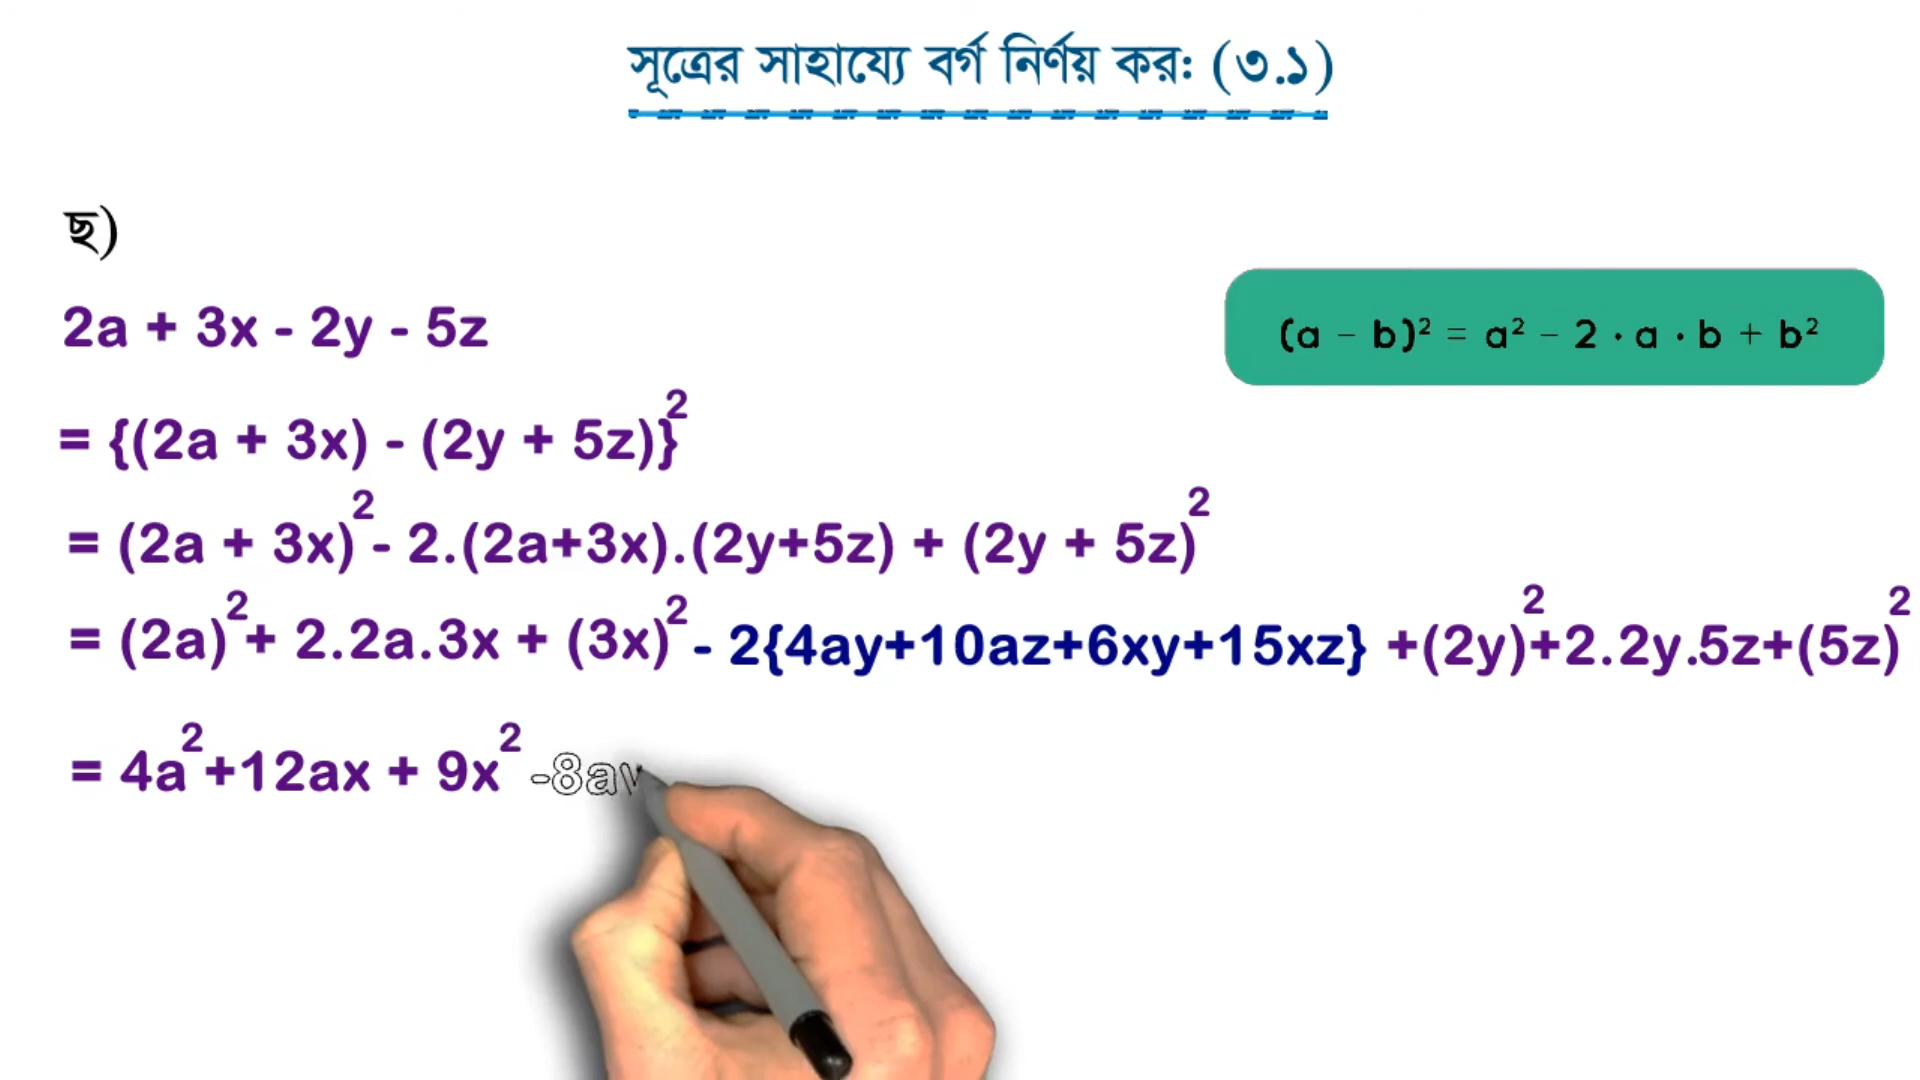 সূত্রের সাহায্যে বর্গ নির্ণয় করঃ (৩.১)
ছ)
2a + 3x - 2y - 5z
(a − b)² = a² − 2 · a · b + b²
= {(2a + 3x) - (2y + 5z)}²
= (2a + 3x)² - 2.(2a+3x).(2y+5z) + (2y + 5z)²
= (2a)² + 2.2a.3x + (3x)² - 2{4ay+10az+6xy+15xz} +(2y)²+2.2y.5z+(5z)²
= 4a²+12ax + 9x² -8a